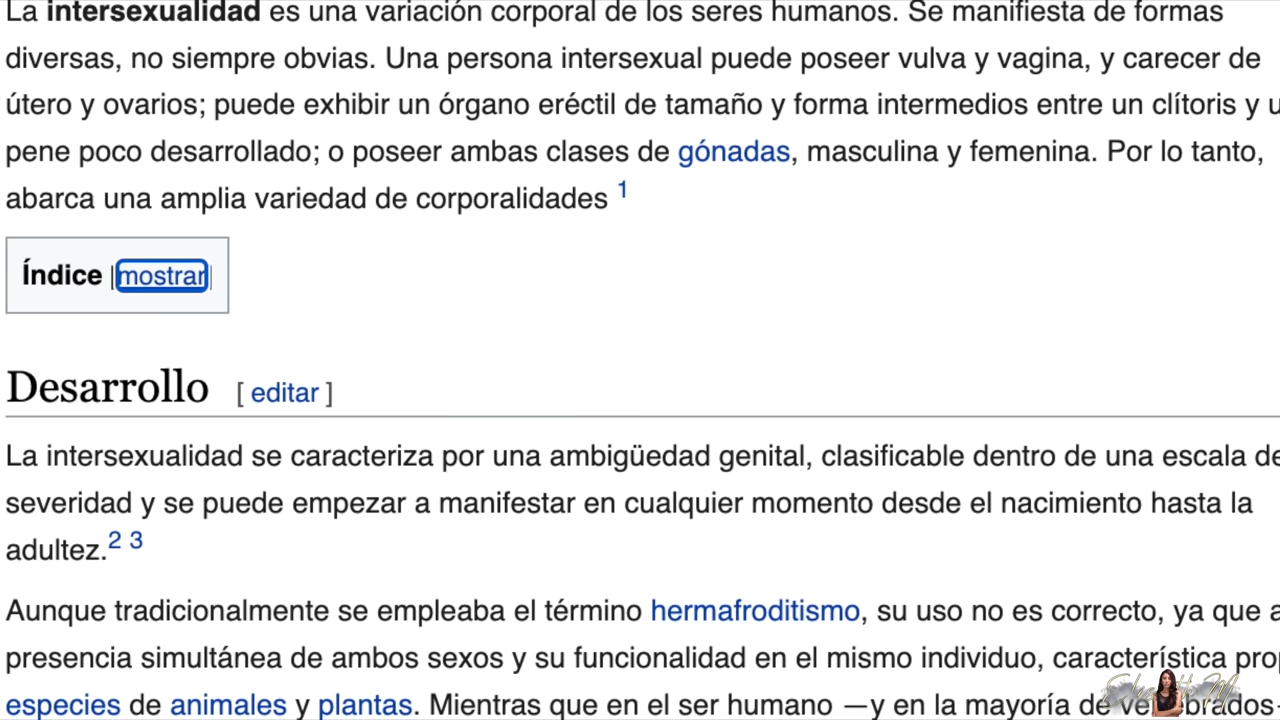 La intersexualidad es una variación corporal de los seres humanos. Se manifiesta de formas
diversas, no siempre obvias. Una persona intersexual puede poseer vulva y vagina, y carecer de
útero y ovarios; puede exhibir un órgano eréctil de tamaño y forma intermedios entre un clítoris y
pene poco desarrollado; o poseer ambas clases de gónadas, masculina y femenina. Por lo tanto,
abarca una amplia variedad de corporalidades 1
Índice [mostrar]
Desarrollo [ editar ]
La intersexualidad se caracteriza por una ambigüedad genital, clasificable dentro de una escala de
severidad y se puede empezar a manifestar en cualquier momento desde el nacimiento hasta la
adultez.2 3
Aunque tradicionalmente se empleaba el término hermafroditismo, su uso no es correcto, ya que
presencia simultánea de ambos sexos y su funcionalidad en el mismo individuo, característica
especies de animales y plantas. Mientras que en el ser humano —y en la mayoría de